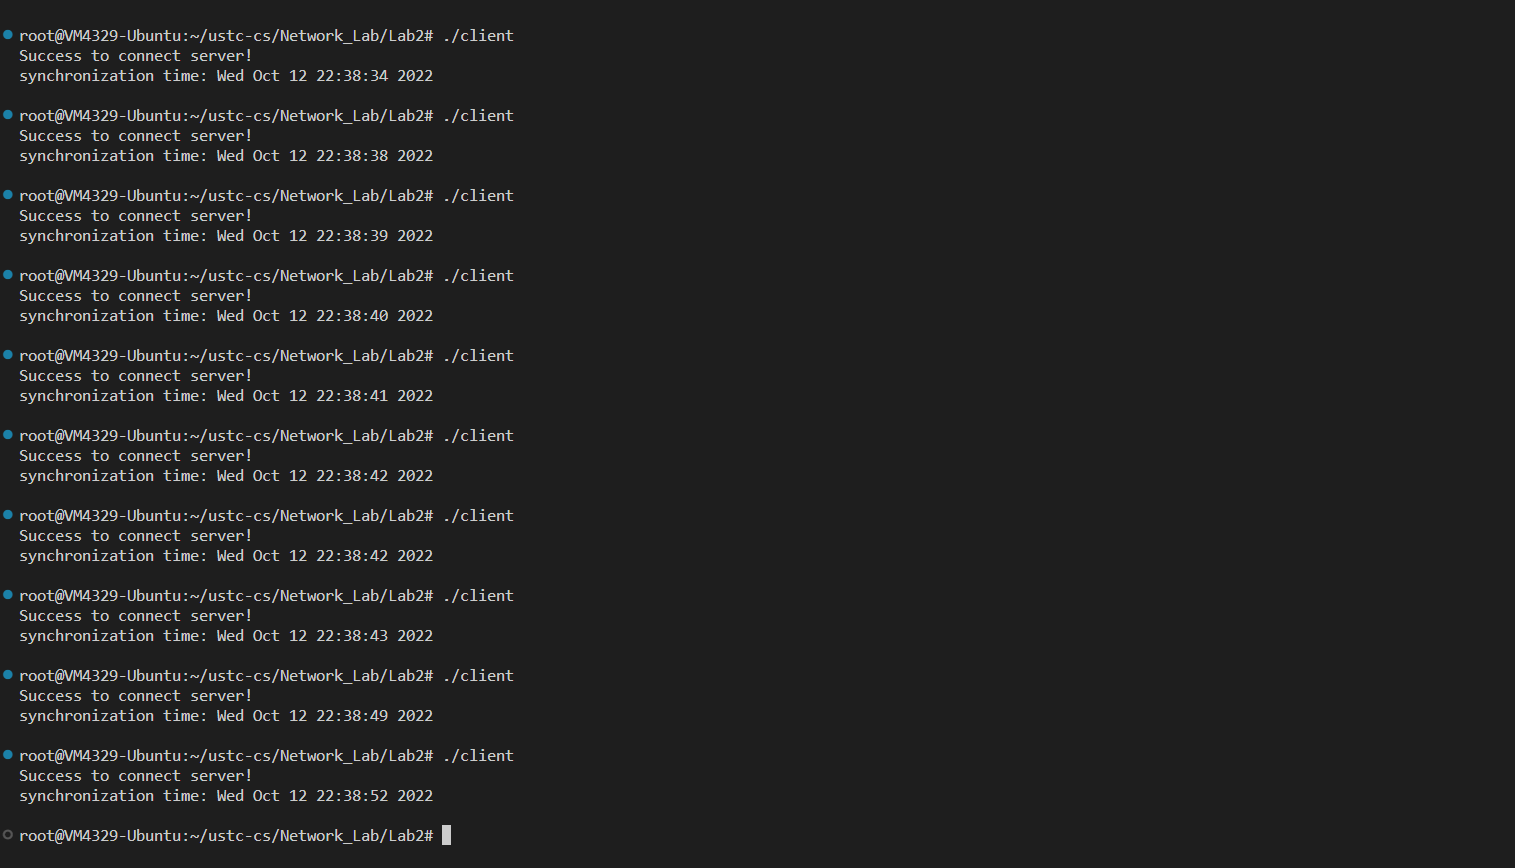 root@VM4329-Ubuntu:~/ustc-cs/Network_Lab/Lab2# ./client
Success to connect server!
synchronization time: Wed Oct 12 22:38:34 2022
root@VM4329-Ubuntu:~/ustc-cs/Network_Lab/Lab2# ./client
Success to connect server!
synchronization time: Wed Oct 12 22:38:38 2022
root@VM4329-Ubuntu:~/ustc-cs/Network_Lab/Lab2# ./client
Success to connect server!
synchronization time: Wed Oct 12 22:38:39 2022
root@VM4329-Ubuntu:~/ustc-cs/Network_Lab/Lab2# ./client
Success to connect server!
synchronization time: Wed Oct 12 22:38:40 2022
root@VM4329-Ubuntu:~/ustc-cs/Network_Lab/Lab2# ./client
Success to connect server!
synchronization time: Wed Oct 12 22:38:41 2022
root@VM4329-Ubuntu:~/ustc-cs/Network_Lab/Lab2# ./client
Success to connect server!
synchronization time: Wed Oct 12 22:38:42 2022
root@VM4329-Ubuntu:~/ustc-cs/Network_Lab/Lab2# ./client
Success to connect server!
synchronization time: Wed Oct 12 22:38:42 2022
root@VM4329-Ubuntu:~/ustc-cs/Network_Lab/Lab2# ./client
Success to connect server!
synchronization time: Wed Oct 12 22:38:43 2022
root@VM4329-Ubuntu:~/ustc-cs/Network_Lab/Lab2# ./client
Success to connect server!
synchronization time: Wed Oct 12 22:38:49 2022
root@VM4329-Ubuntu:~/ustc-cs/Network_Lab/Lab2# ./client
Success to connect server!
synchronization time: Wed Oct 12 22:38:52 2022
root@VM4329-Ubuntu:~/ustc-cs/Network_Lab/Lab2#